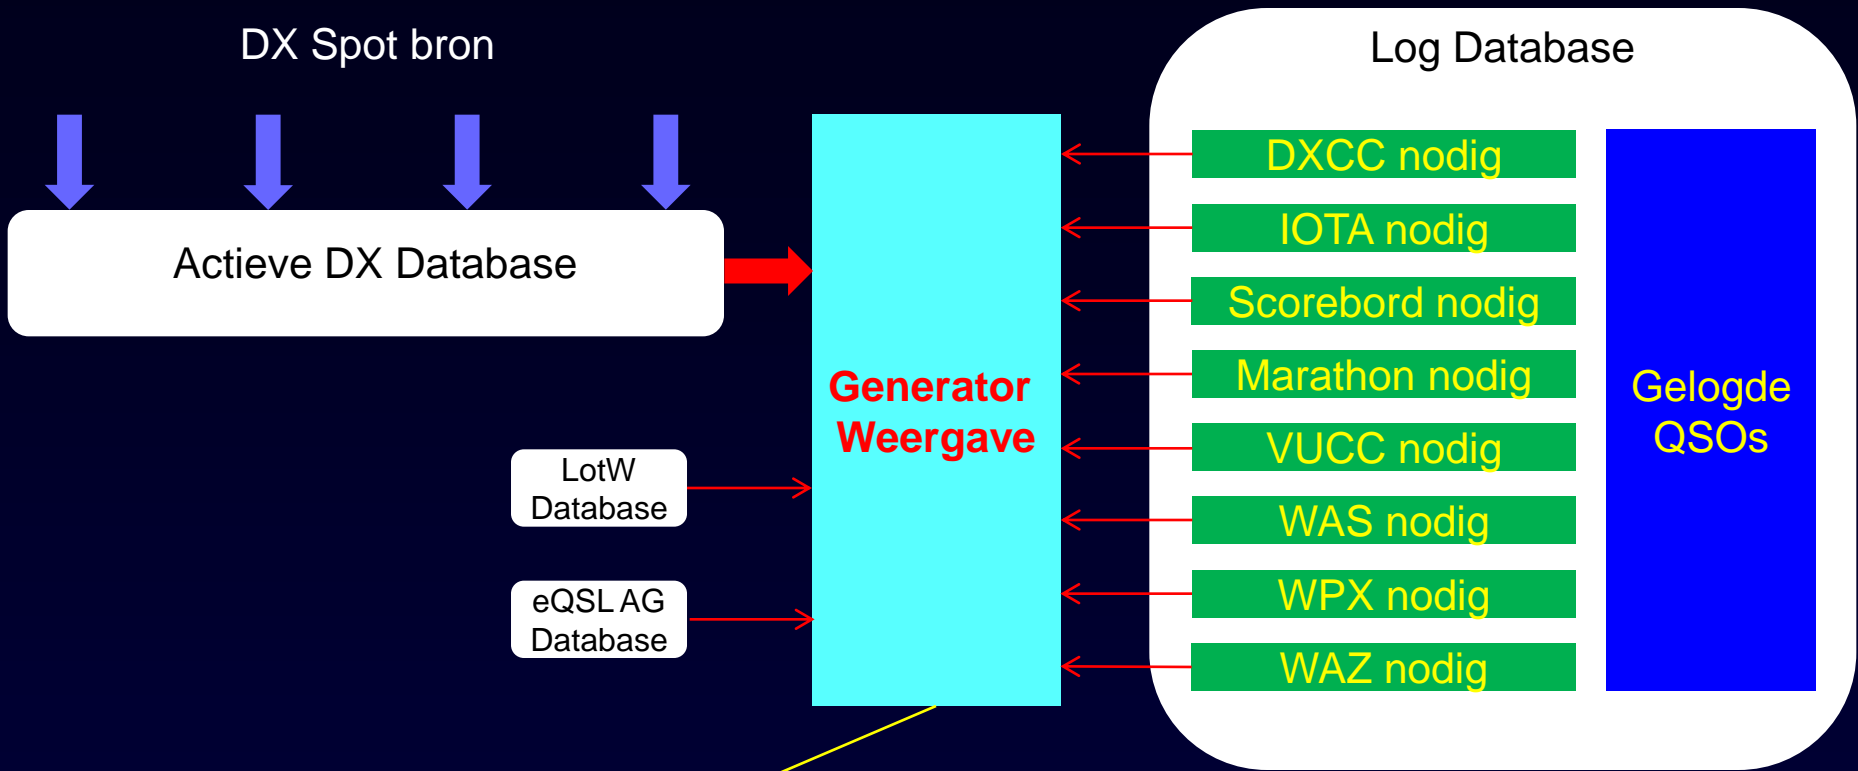 DX Spot bron
Actieve DX Database
LotW
Database
eQSL AG
Database
Generator
Weergave
Log Database
DXCC nodig
IOTA nodig
Scorebord nodig
Marathon nodig
VUCC nodig
WAS nodig
WPX nodig
WAZ nodig
Gelogde
QSOs